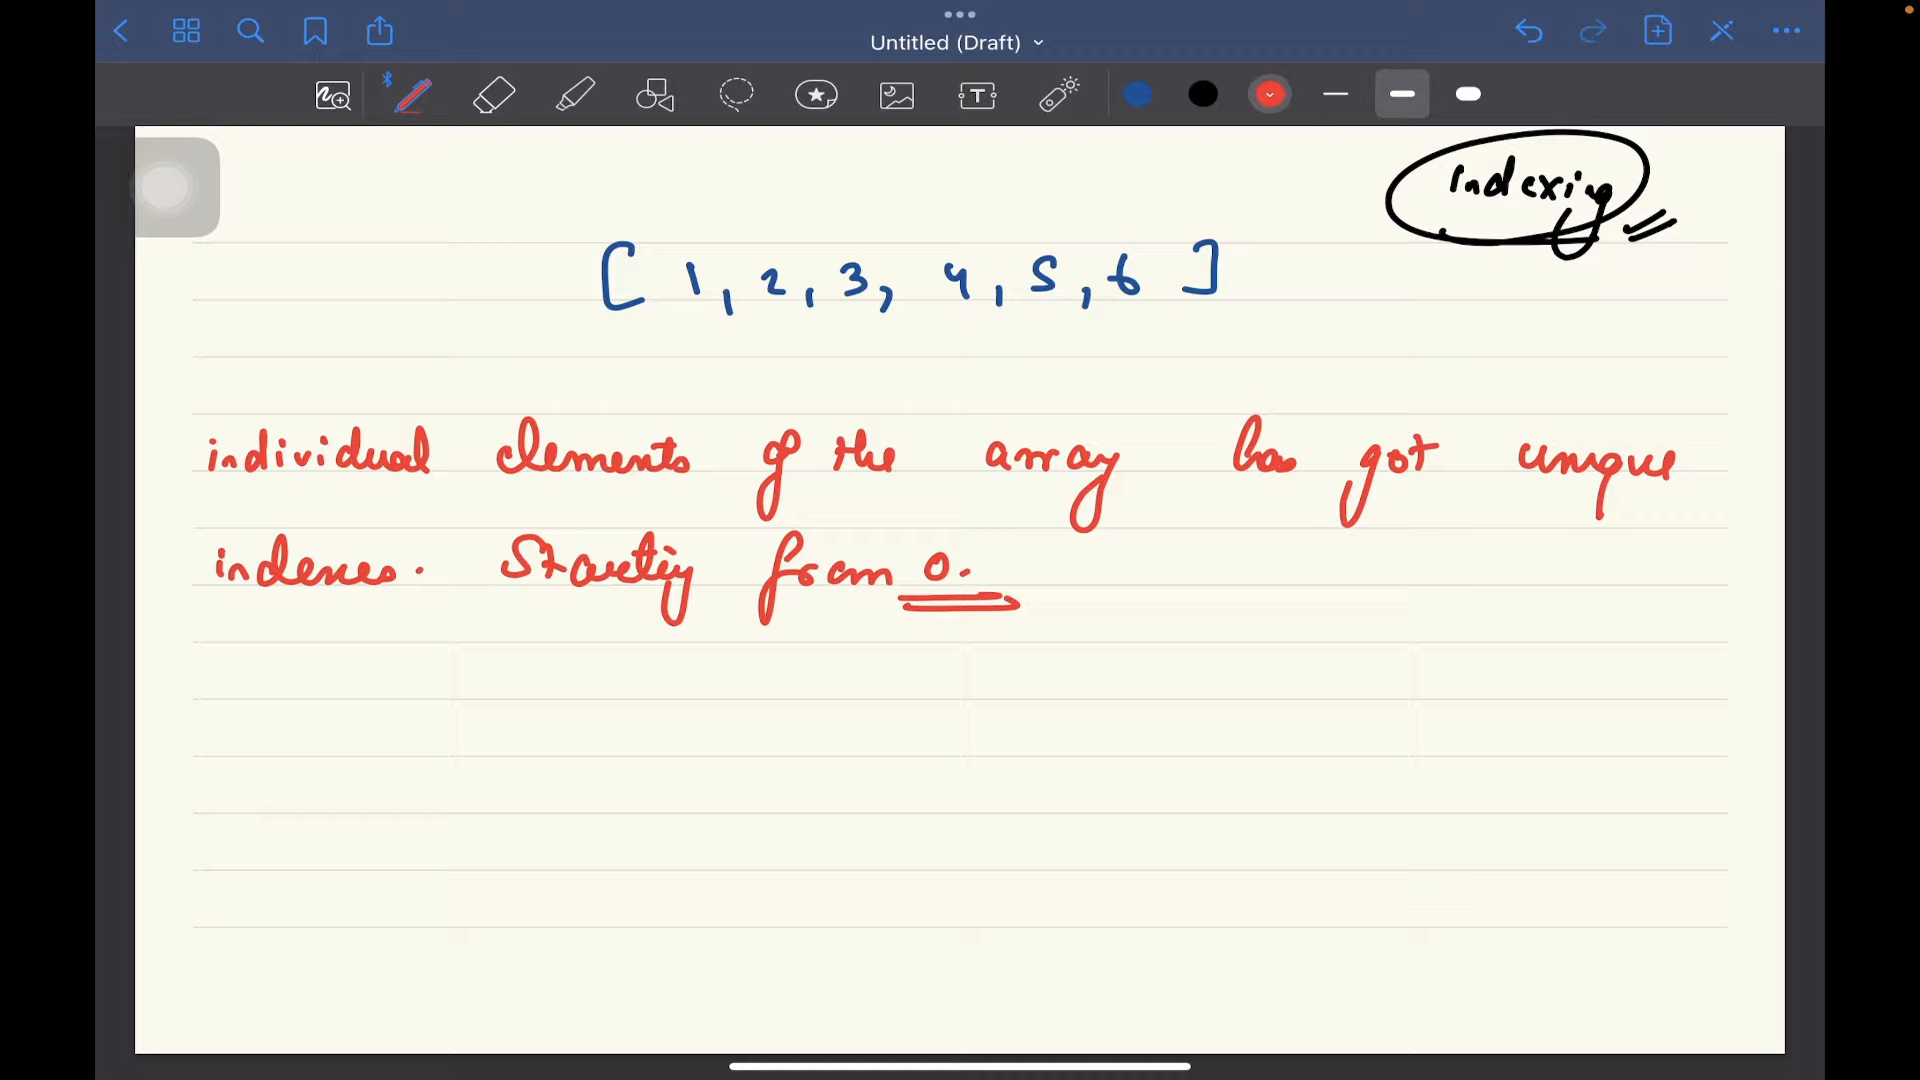 Untitled (Draft)
indexing
[ 1, 2, 3, 4, 5, 6 ]
individual elements of the array has got unique
indexes. Starting from 0.